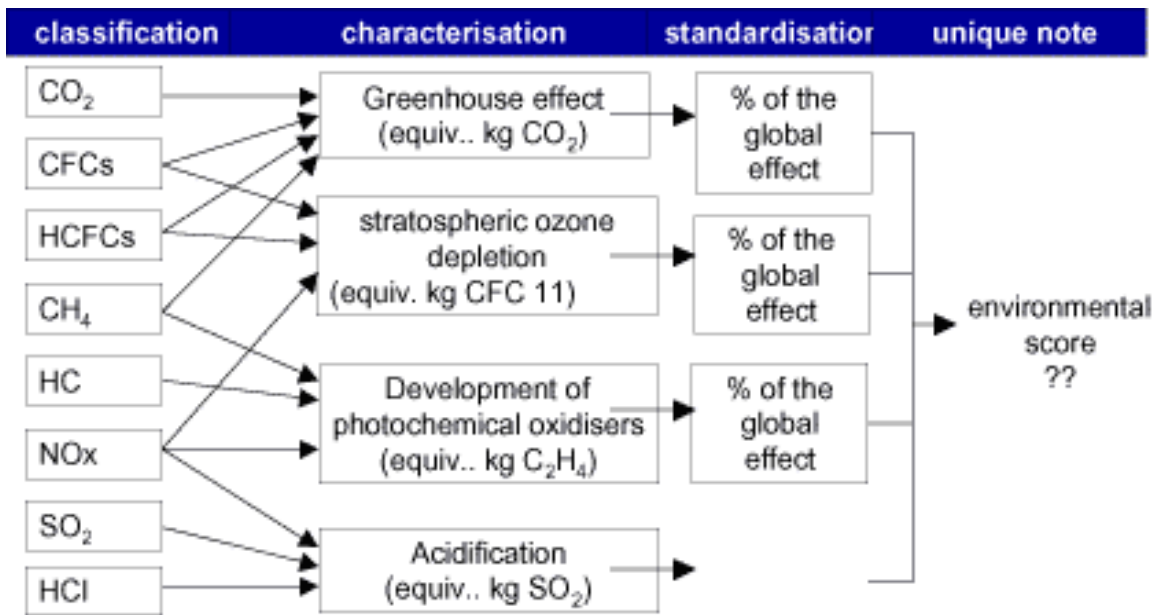 classification characterisation standardisation unique note
CO₂
CFCs
HCFCs
CH₄
HC
NOx
SO₂
HCl
Greenhouse effect
(equiv.. kg CO₂)
stratospheric ozone
depletion
(equiv. kg CFC 11)
Development of
photochemical oxidisers
(equiv.. kg C₂H₄)
Acidification
(equiv.. kg SO₂)
% of the
global
effect
% of the
global
effect
% of the
global
effect
environmental
score
??